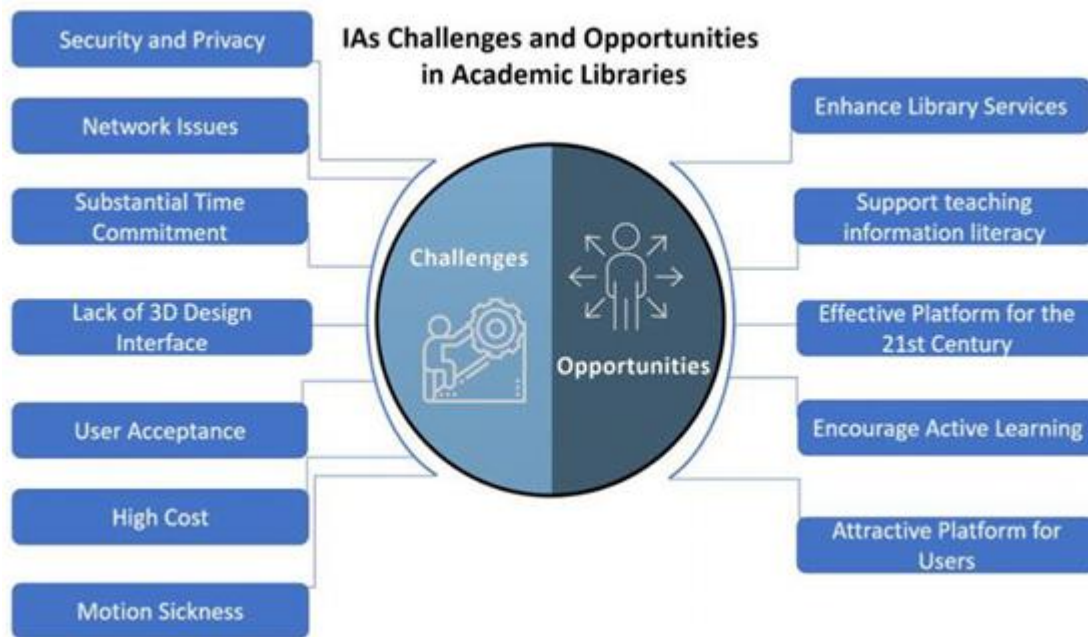 IAs Challenges and Opportunities
in Academic Libraries
Security and Privacy
Network Issues
Substantial Time
Commitment
Lack of 3D Design
Interface
User Acceptance
High Cost
Motion Sickness
Challenges
Opportunities
Enhance Library Services
Support teaching
information literacy
Effective Platform for the
21st Century
Encourage Active Learning
Attractive Platform for
Users